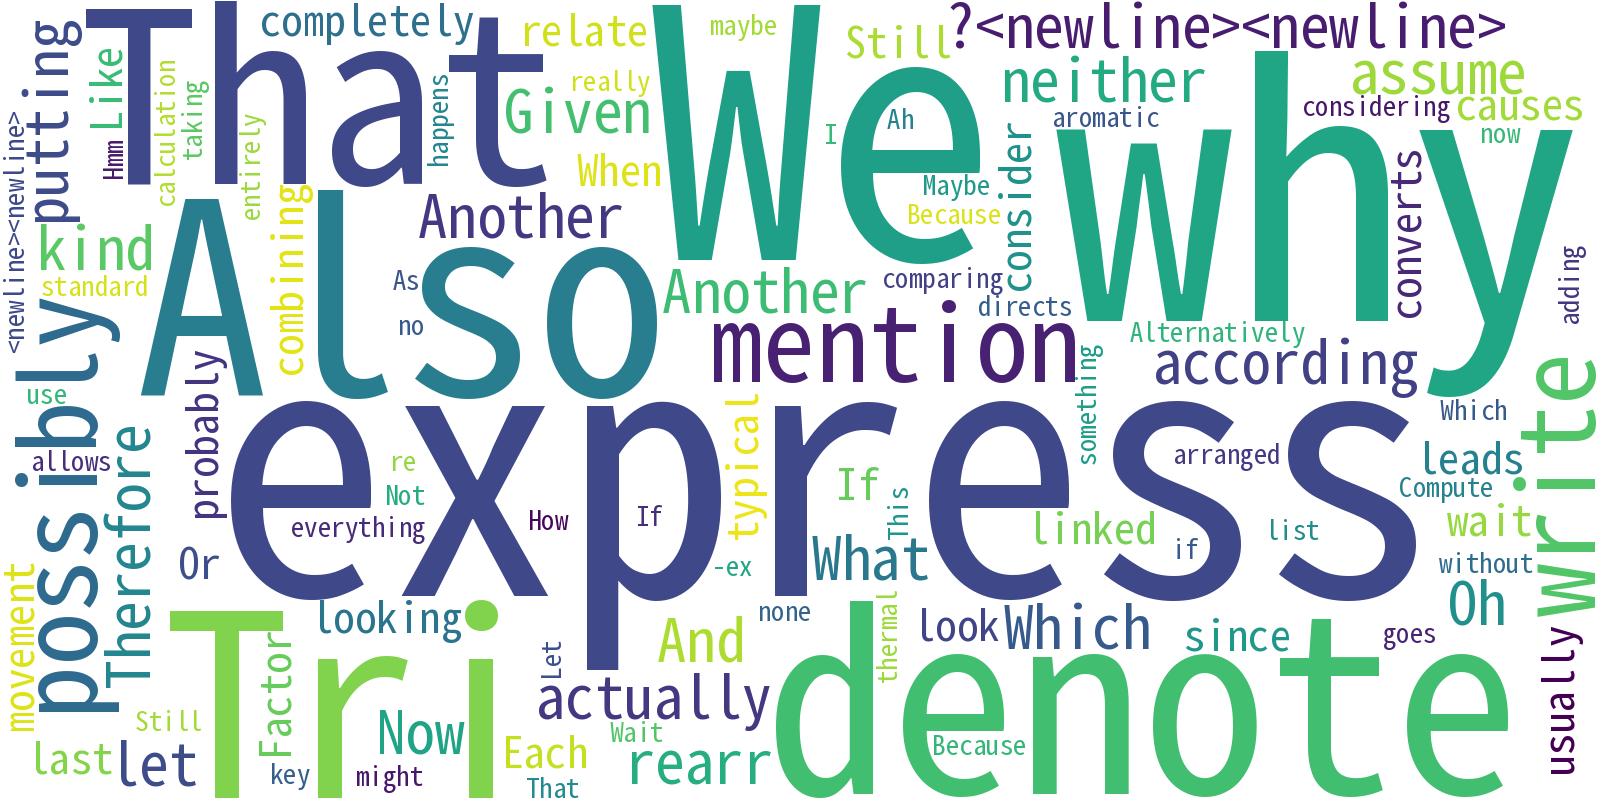 completely
relate
maybe
Still
?<newline><newline>
That
We
why
putting
Like
calculation
taking
Hmm
entirely
happens
Given
really
When
I
Ah
neither
aromatic
assume
considering
causes
now
<newline><newline>
kind
standard
combining
Another
As
no
Also
Another
Maybe
Because
consider
comparing
directs
mention
Alternatively
according
converts
adding
possibly
use
allows
Therefore
probably
express
re
Not
everything
How
If
typical
If
This
What
-ex
something
linked
arranged
if
list
Which
leads
Compute
wait
without
write
Oh
movement
Or
looking
Tri
Factor
Let
none
And
thermal
look
Which
since
goes
usually
actually
denote
Now
Still
last
let
key
might
Each
That
Wait
rearr
Because